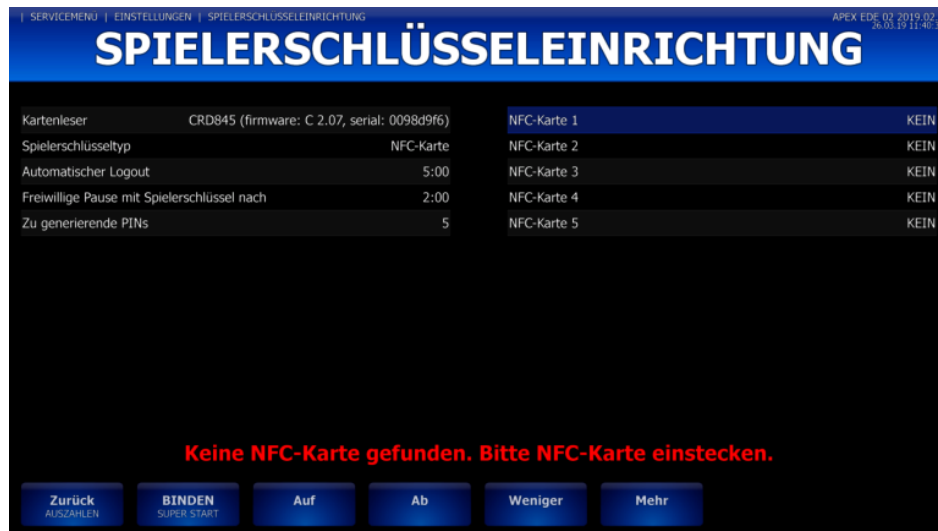 | SERVICEMENÜ | EINSTELLUNGEN | SPIELERSCHLÜSSELEINRICHTUNG
APEX EDE 02 2019.02.
26.03.19 11:40:
SPIELERSCHLÜSSELEINRICHTUNG
Kartenleser CRD845 (firmware: C 2.07, serial: 0098d9f6)
Spielerschlüsseltyp NFC-Karte
Automatischer Logout 5:00
Freiwillige Pause mit Spielerschlüssel nach 2:00
Zu generierende PINs 5
NFC-Karte 1 KEIN
NFC-Karte 2 KEIN
NFC-Karte 3 KEIN
NFC-Karte 4 KEIN
NFC-Karte 5 KEIN
Keine NFC-Karte gefunden. Bitte NFC-Karte einstecken.
Zurück BINDEN Auf Ab Weniger Mehr
AUSZAHLEN SUPER START